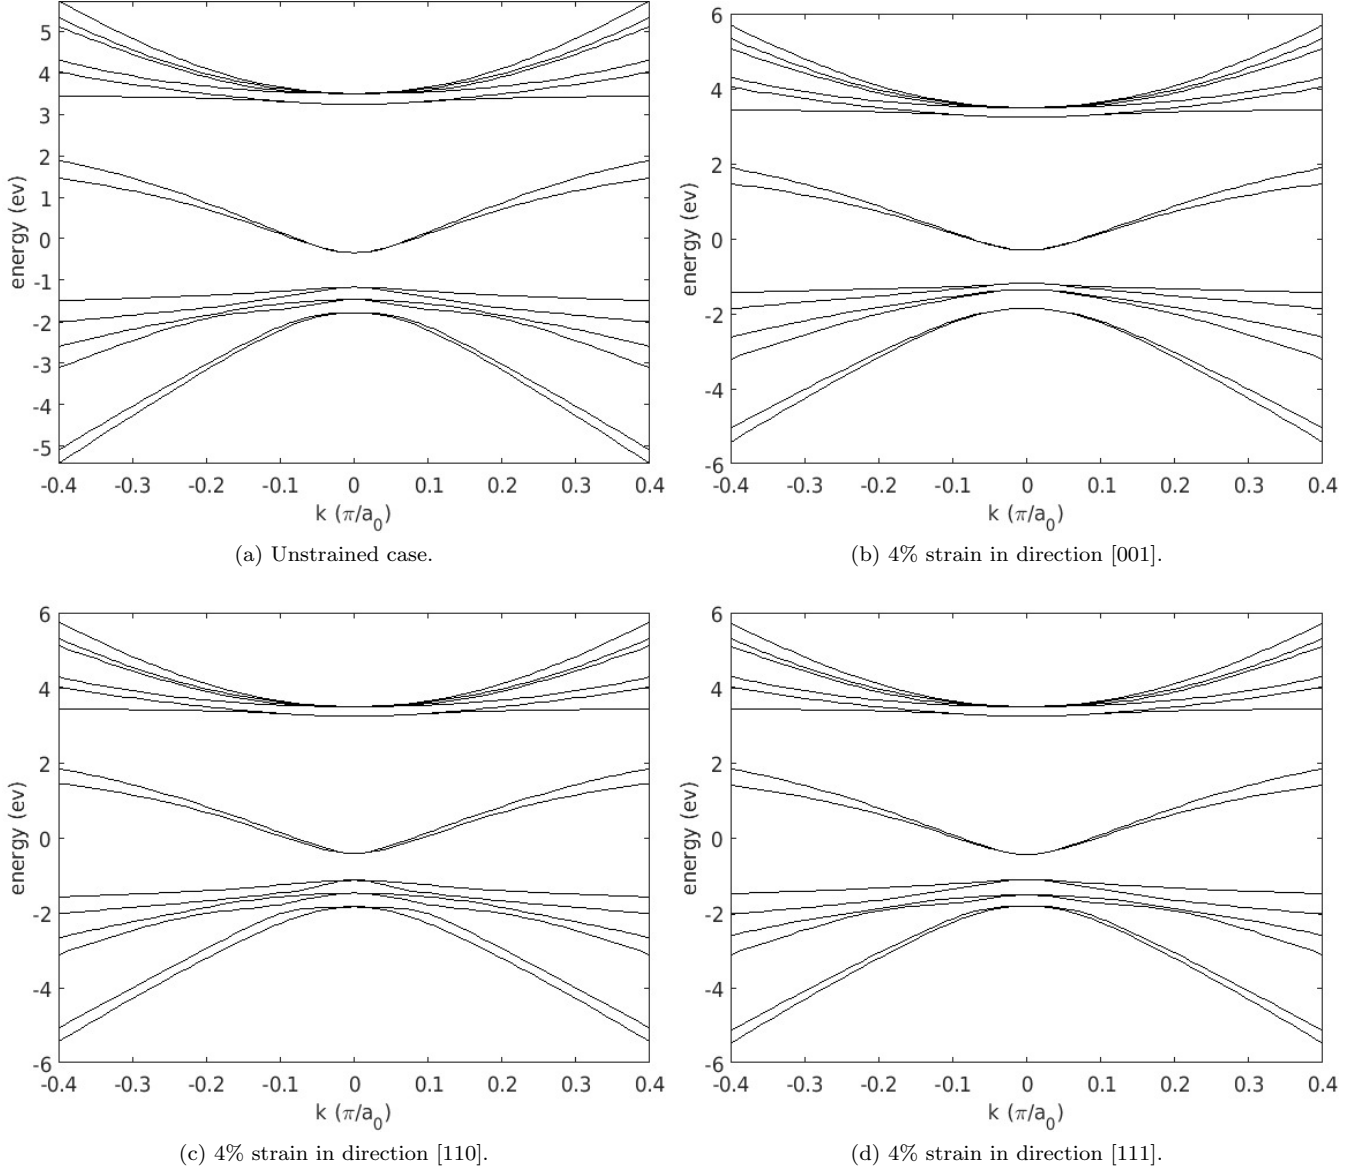 5
4
3
2
1
0
-1
-2
-3
-4
-5
energy (ev)
-0.4 -0.3 -0.2 -0.1 0 0.1 0.2 0.3 0.4
k (π/a₀)
(a) Unstrained case.
6
4
2
0
-2
-4
-6
energy (ev)
-0.4 -0.3 -0.2 -0.1 0 0.1 0.2 0.3 0.4
k (π/a₀)
(b) 4% strain in direction [001].
6
4
2
0
-2
-4
-6
energy (ev)
-0.4 -0.3 -0.2 -0.1 0 0.1 0.2 0.3 0.4
k (π/a₀)
(c) 4% strain in direction [110].
6
4
2
0
-2
-4
-6
energy (ev)
-0.4 -0.3 -0.2 -0.1 0 0.1 0.2 0.3 0.4
k (π/a₀)
(d) 4% strain in direction [111].